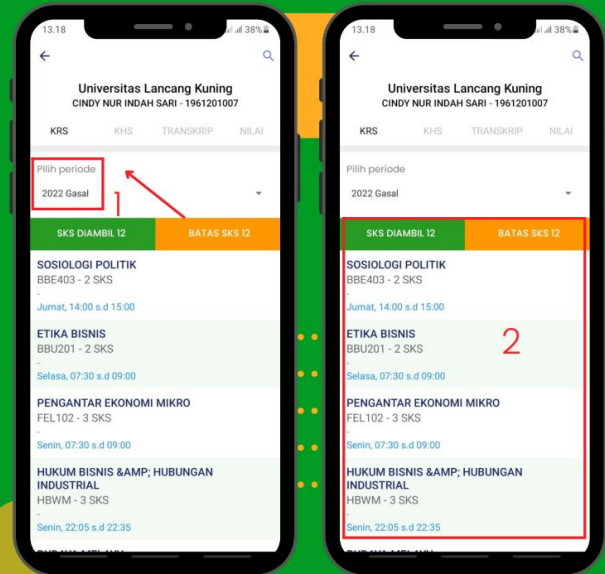 13.18
38%
Universitas Lancang Kuning
CINDY NUR INDAH SARI - 1961201007
KRS KHS TRANSKRIP NILAI
Pilih periode
2022 Gasal
1
SKS DIAMBIL 12 BATAS SKS 12
SOSIOLOGI POLITIK
BBE403 - 2 SKS
-
Jumat, 14:00 s.d 15:00
ETIKA BISNIS
BBU201 - 2 SKS
-
Selasa, 07:30 s.d 09:00
PENGANTAR EKONOMI MIKRO
FEL102 - 3 SKS
-
Senin, 07:30 s.d 09:00
HUKUM BISNIS &AMP; HUBUNGAN
INDUSTRIAL
HBWM - 3 SKS
-
Senin, 22:05 s.d 22:35
13.18
38%
Universitas Lancang Kuning
CINDY NUR INDAH SARI - 1961201007
KRS KHS TRANSKRIP NILAI
Pilih periode
2022 Gasal
SKS DIAMBIL 12 BATAS SKS 12
SOSIOLOGI POLITIK
BBE403 - 2 SKS
-
Jumat, 14:00 s.d 15:00
ETIKA BISNIS
BBU201 - 2 SKS
-
2
Selasa, 07:30 s.d 09:00
PENGANTAR EKONOMI MIKRO
FEL102 - 3 SKS
-
Senin, 07:30 s.d 09:00
HUKUM BISNIS &AMP; HUBUNGAN
INDUSTRIAL
HBWM - 3 SKS
-
Senin, 22:05 s.d 22:35